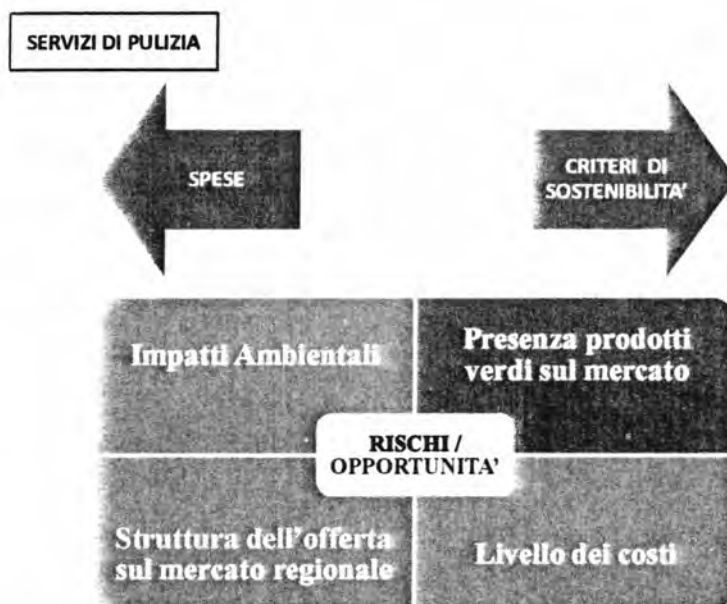 SERVIZI DI PULIZIA
SPESE
CRITERI DI
SOSTENIBILITA'
Impatti Ambientali
Presenza prodotti
verdi sul mercato
RISCHI /
OPPORTUNITA'
Struttura dell'offerta
sul mercato regionale
Livello dei costi